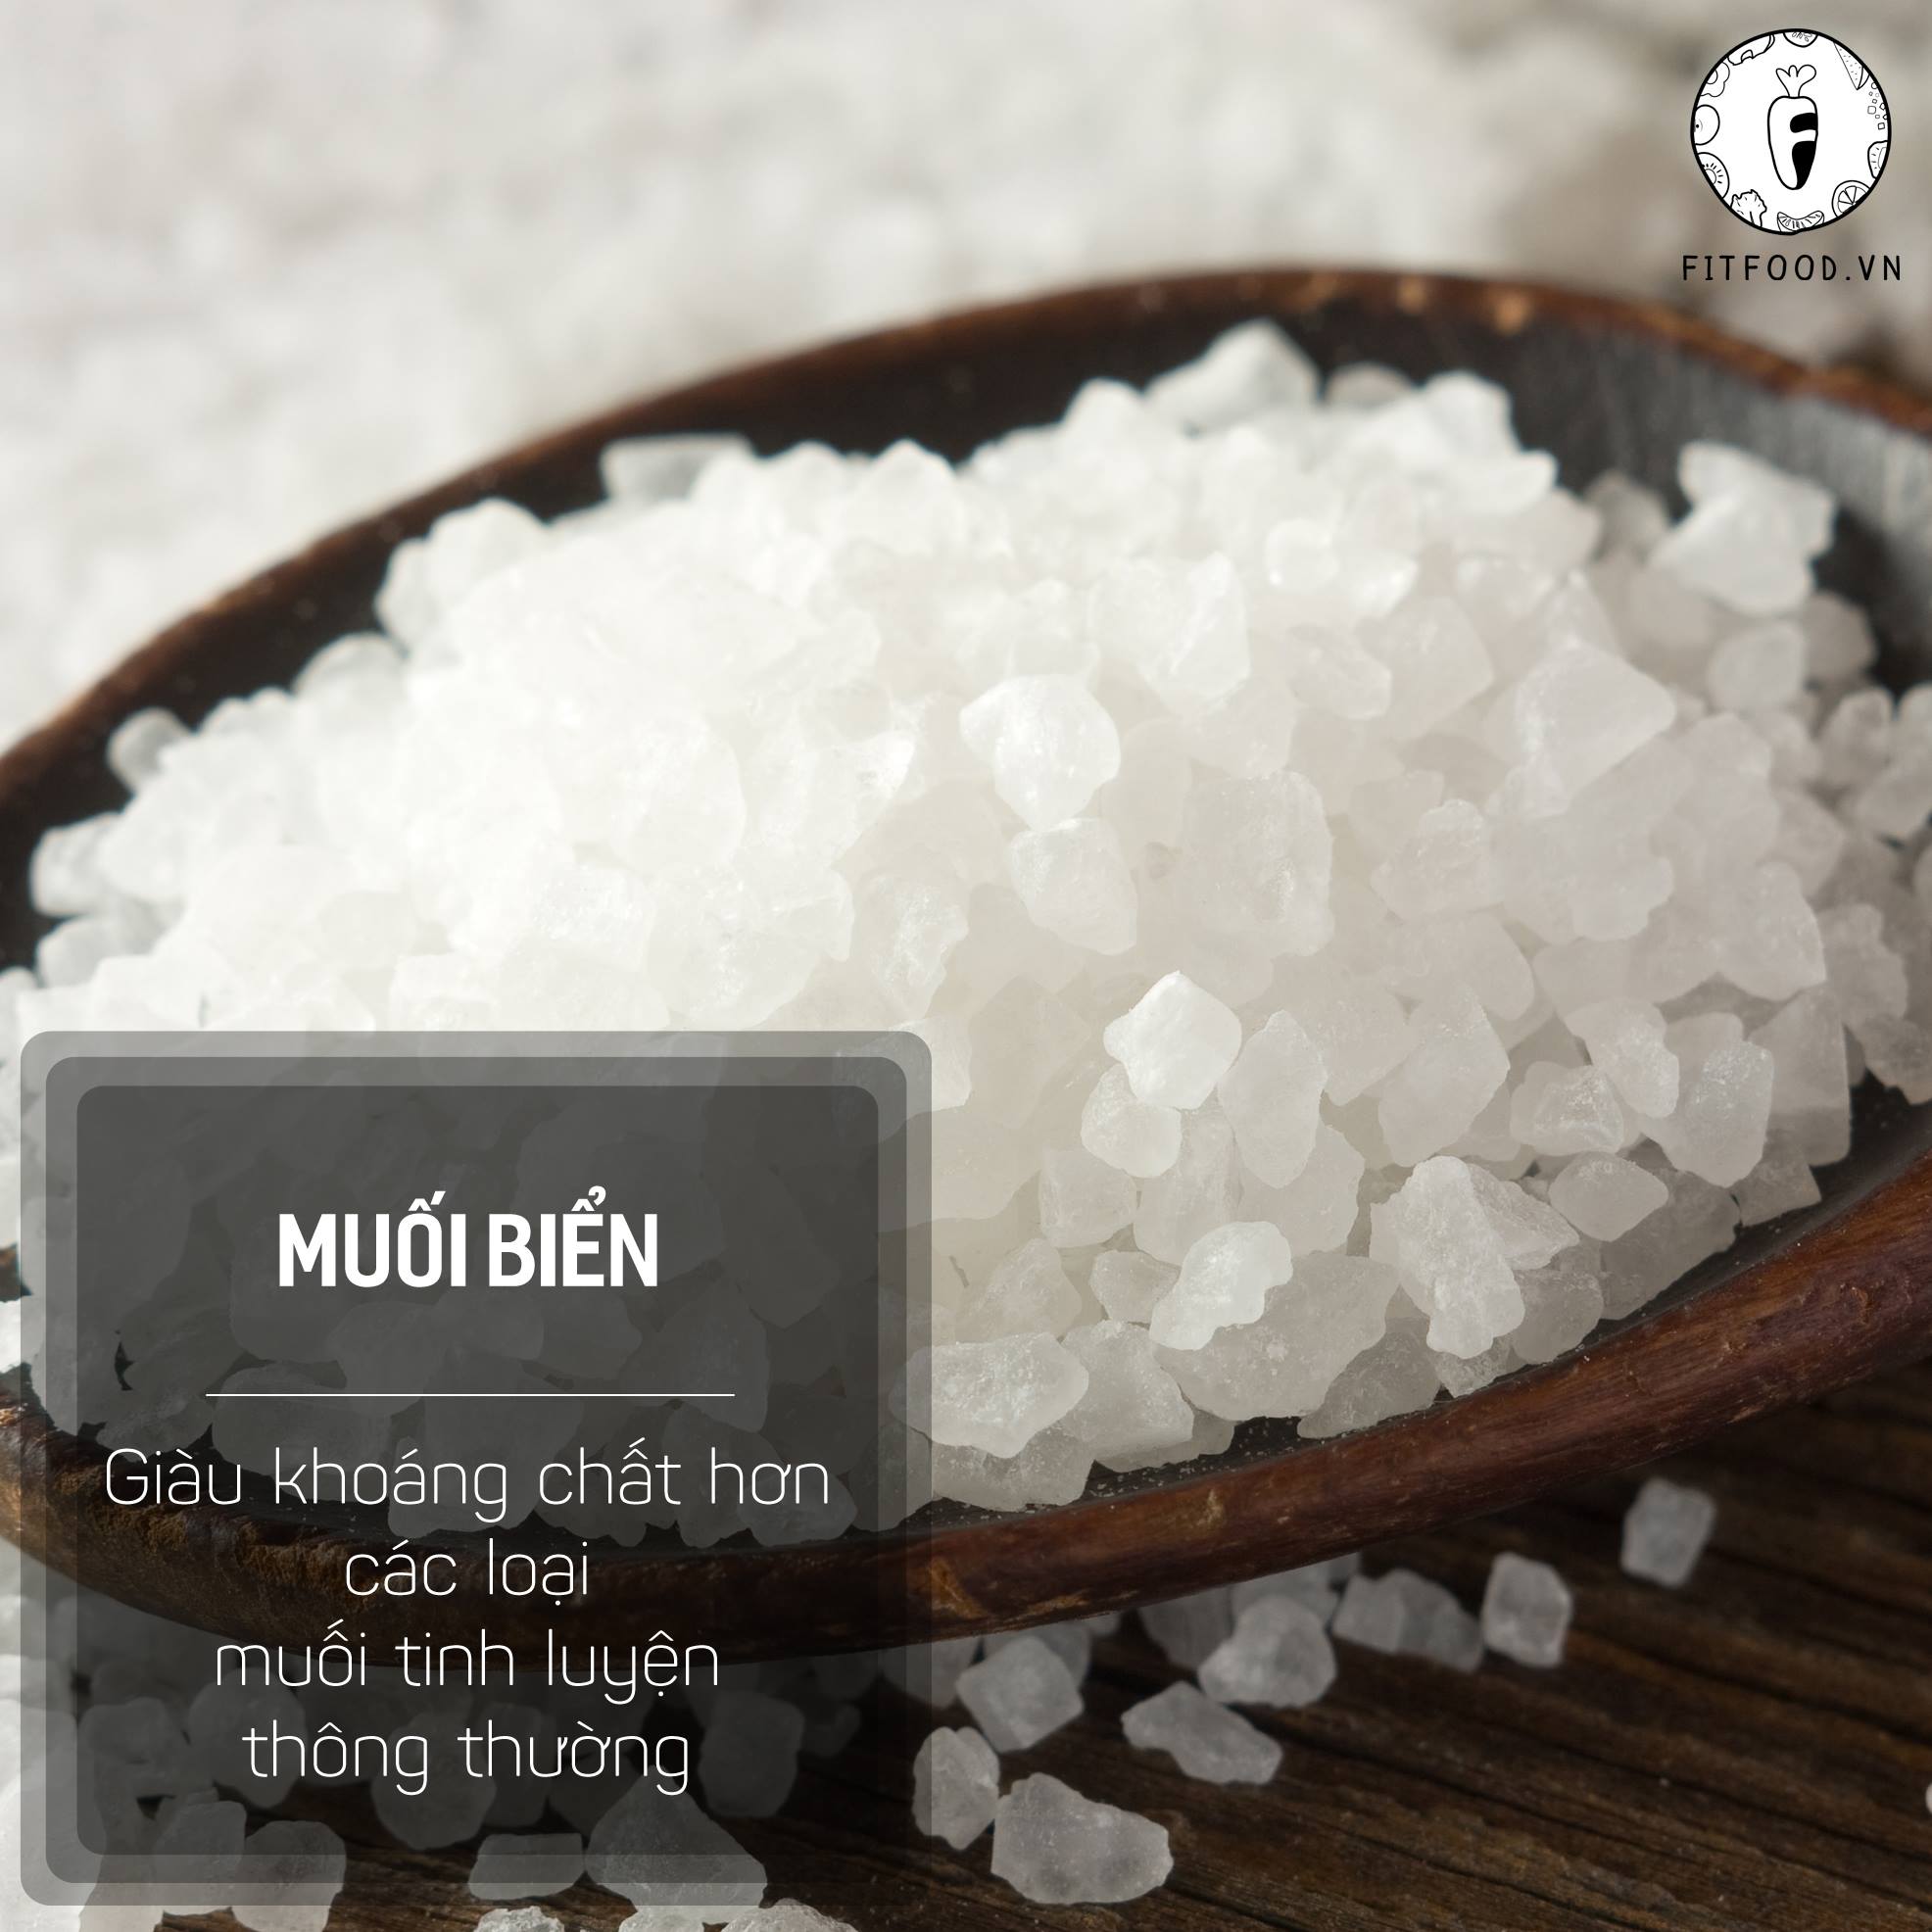 FITFOOD.VN
MUỐI BIỂN
Giàu khoáng chất hơn
các loại
muối tinh luyện
thông thường